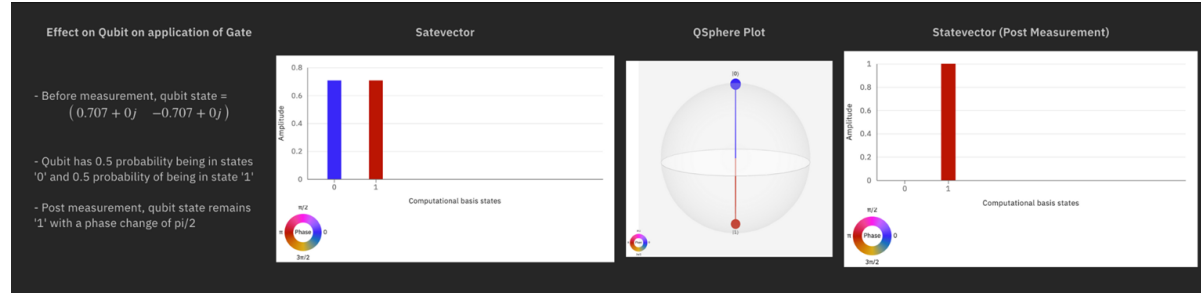 Effect on Qubit on application of Gate
- Before measurement, qubit state =
( 0.707 + 0j   −0.707 + 0j )
- Qubit has 0.5 probability being in states
'0' and 0.5 probability of being in state '1'
- Post measurement, qubit state remains
'1' with a phase change of pi/2
Satevector
0.8
0.6
0.4
0.2
0
Amplitude
0
1
Computational basis states
π/2
π
Phase
0
3π/2
QSphere Plot
|0⟩
|1⟩
Phase
Statevector (Post Measurement)
1
0.8
0.6
0.4
0.2
0
Amplitude
0
1
Computational basis states
π/2
π
Phase
0
3π/2